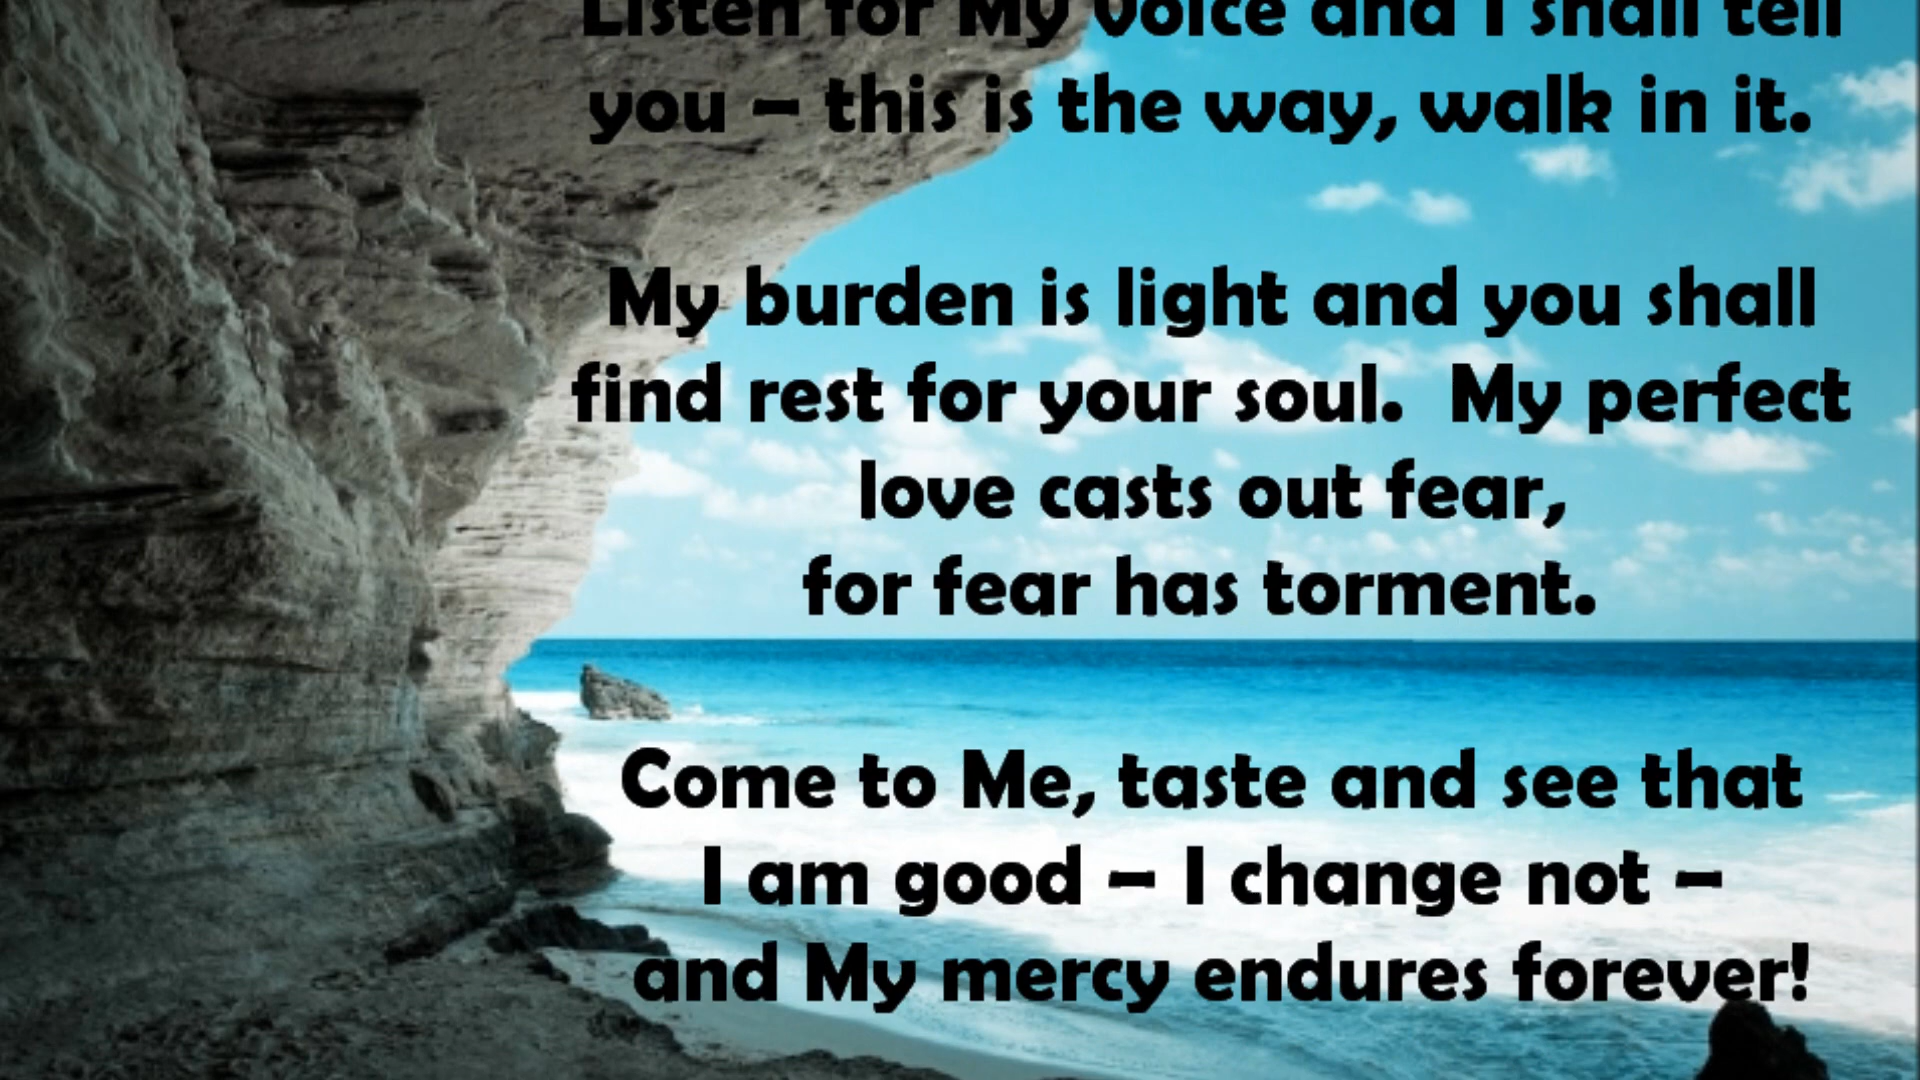 Listen for My Voice and I shall tell
you – this is the way, walk in it.
My burden is light and you shall
find rest for your soul.  My perfect
love casts out fear,
for fear has torment.
Come to Me, taste and see that
I am good – I change not –
and My mercy endures forever!